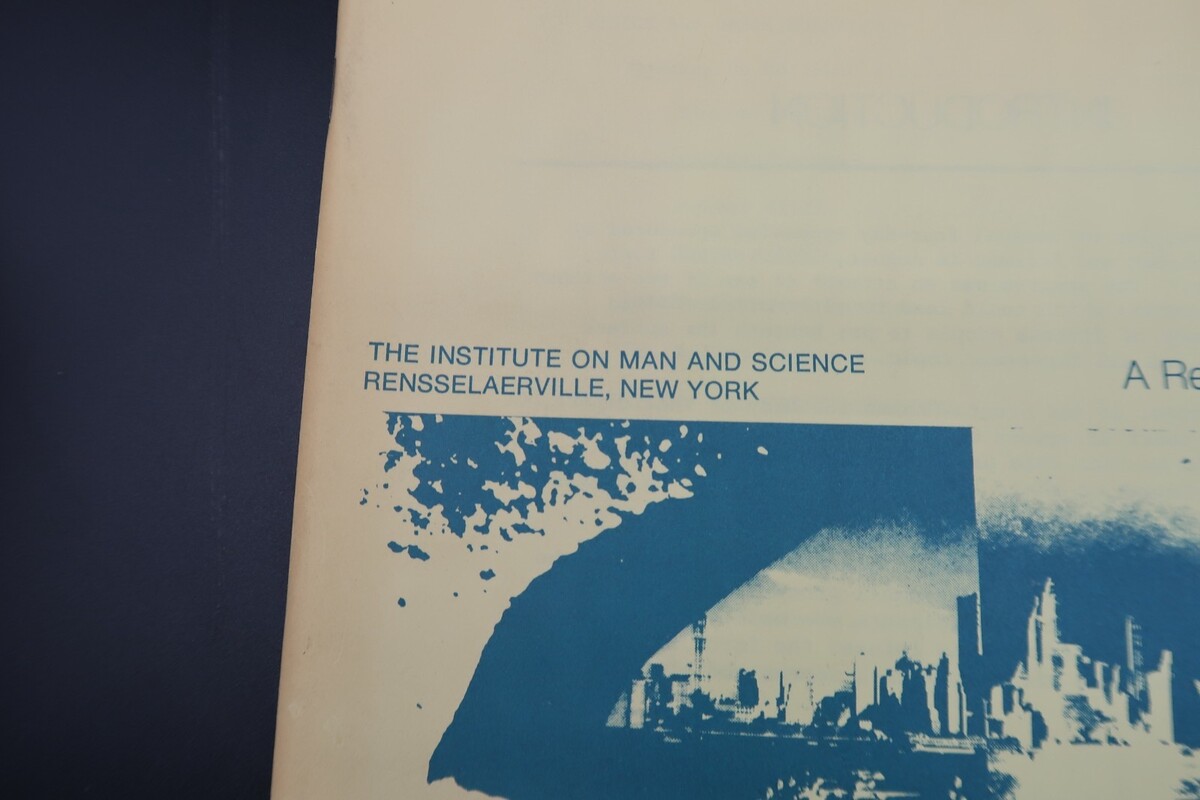 THE INSTITUTE ON MAN AND SCIENCE
RENSSELAERVILLE, NEW YORK
A Re